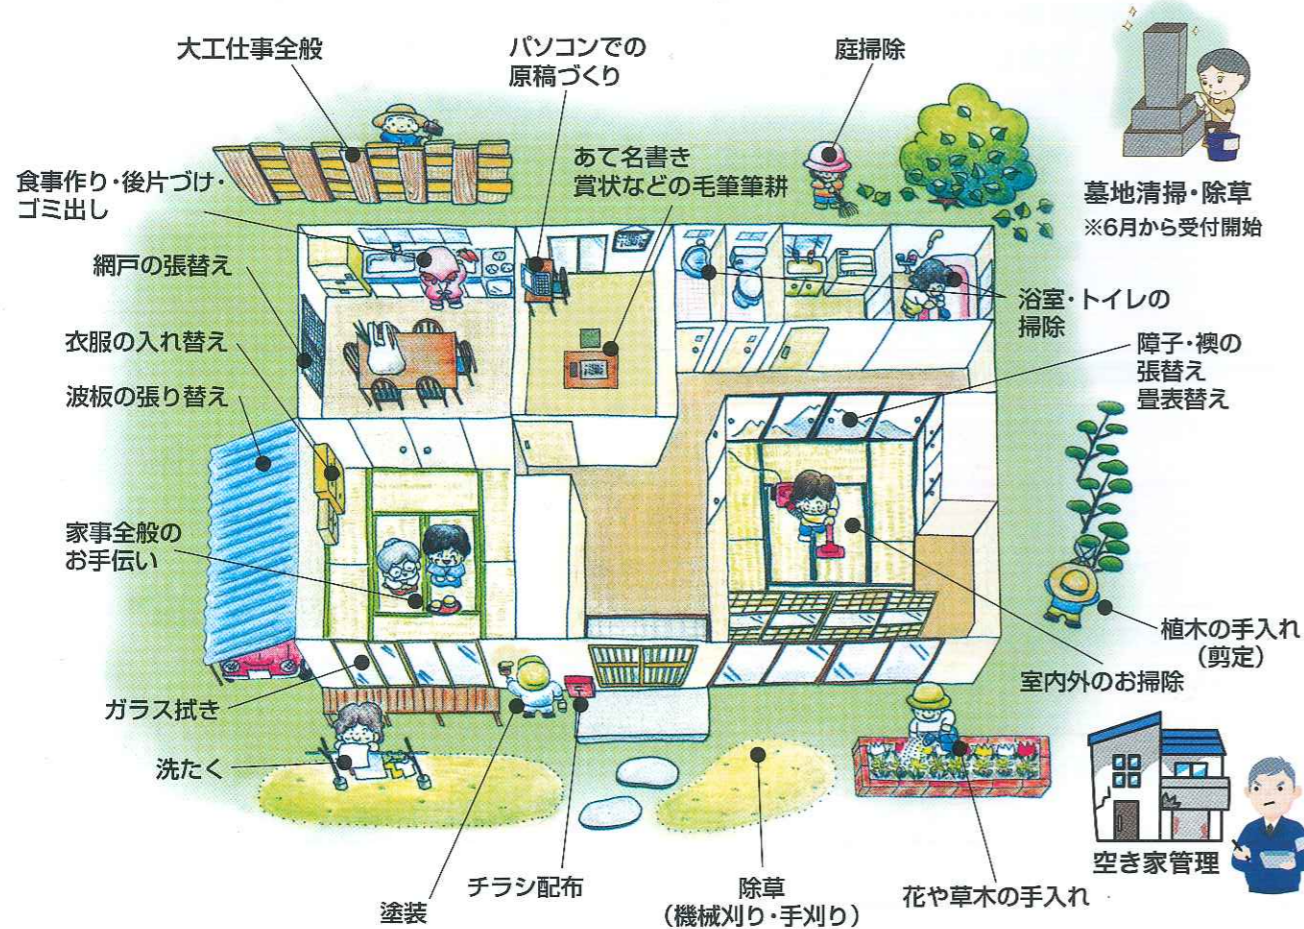 大工仕事全般
パソコンでの
原稿づくり
庭掃除
あて名書き
賞状などの毛筆筆耕
食事作り・後片づけ・
ゴミ出し
墓地清掃・除草
※6月から受付開始
網戸の張替え
浴室・トイレの
掃除
衣服の入れ替え
障子・襖の
張替え
畳表替え
波板の張り替え
家事全般の
お手伝い
植木の手入れ
（剪定）
室内外のお掃除
ガラス拭き
洗たく
空き家管理
チラシ配布
除草
（機械刈り・手刈り）
花や草木の手入れ
塗装